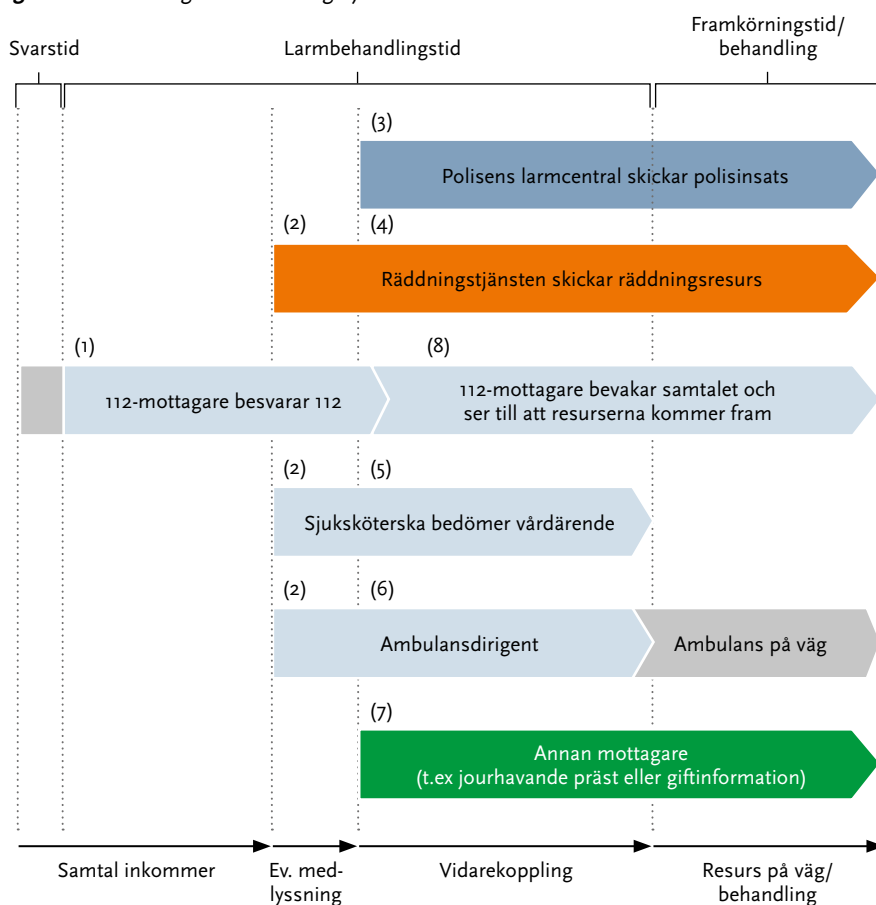 Framkörningstid/
behandling
Svarstid
Larmbehandlingstid
(3)
Polisens larmcentral skickar polisinsats
(2)
(4)
Räddningstjänsten skickar räddningsresurs
(1)
(8)
112-mottagare besvarar 112
112-mottagare bevakar samtalet och
ser till att resurserna kommer fram
(2)
(5)
Sjuksköterska bedömer vårdärende
(2)
(6)
Ambulansdirigent
Ambulans på väg
(7)
Annan mottagare
(t.ex jourhavande präst eller giftinformation)
Samtal inkommer
Ev. med-
lyssning
Vidarekoppling
Resurs på väg/
behandling